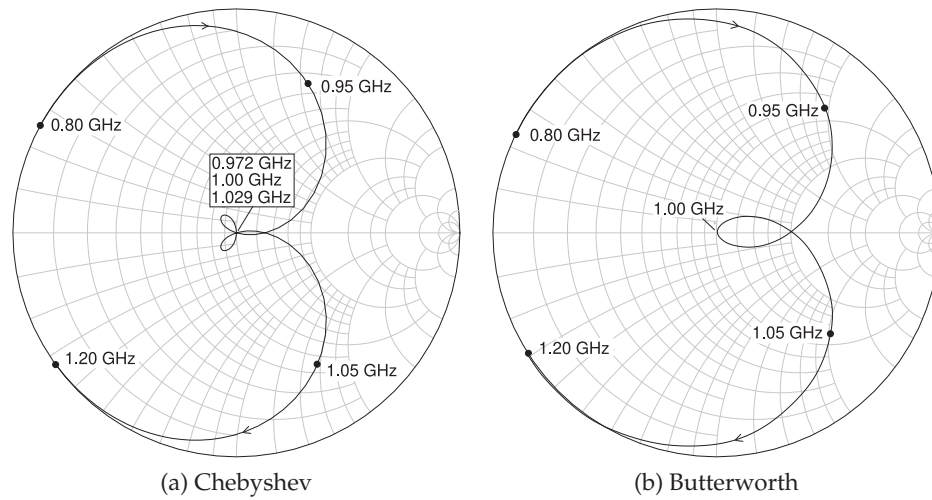 0.95 GHz
0.80 GHz
0.972 GHz
1.00 GHz
1.029 GHz
1.20 GHz
1.05 GHz
(a) Chebyshev
0.95 GHz
0.80 GHz
1.00 GHz
1.05 GHz
1.20 GHz
(b) Butterworth